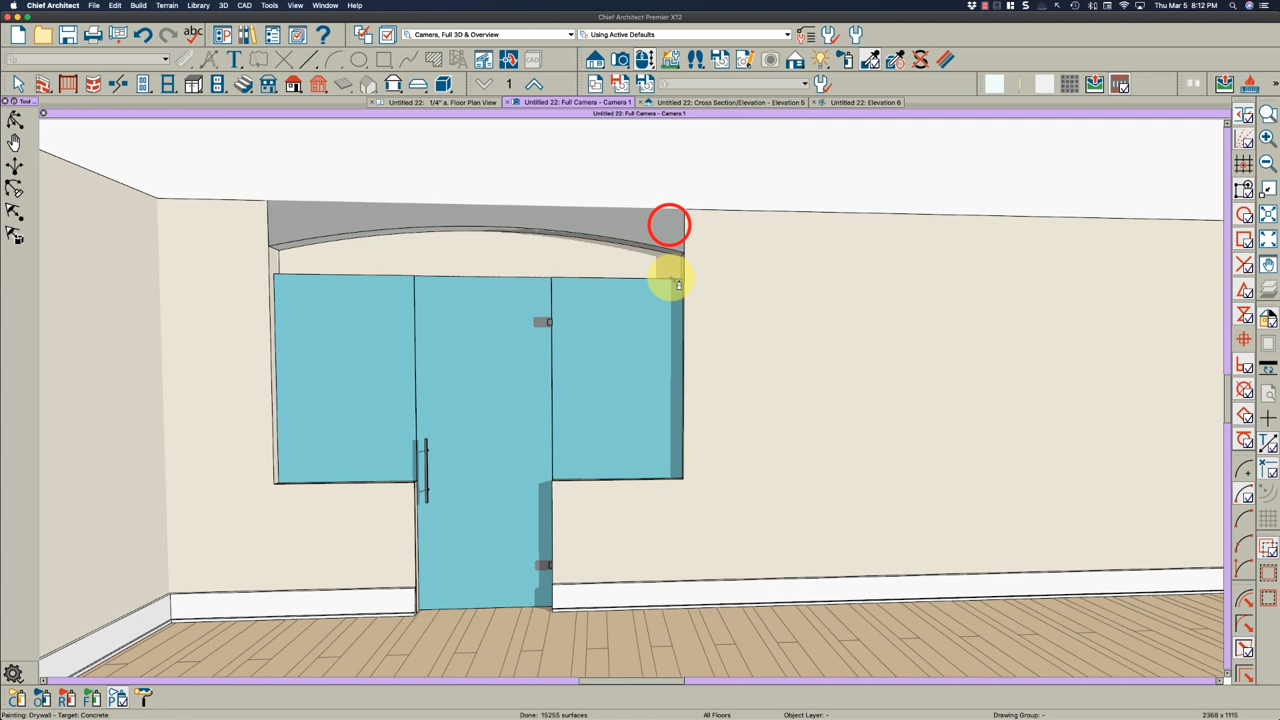 Chief Architect File Edit Build Terrain Library 3D CAD Tools Window Help Thu Mar 5 8:12 PM
Chief Architect Premier X12
Camera, Full 3D & Overview Using Active Defaults
1
Tool ...
Untitled 22: 1/4" a. Floor Plan View Untitled 22: Full Camera - Camera 1 Untitled 22: Cross Section/Elevation - Elevation 5 Untitled 22: Elevation 6
Untitled 22: Full Camera - Camera 1
Painting: Drywall - Target: Concrete Done: 15255 surfaces All Floors Object Layer: - Drawing Group: - 2368 x 1115